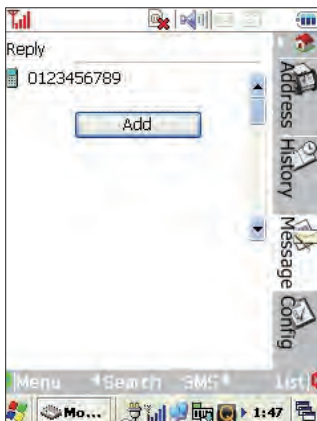 Reply
0123456789
Add
Address
History
Message
Config
Menu *Search SMS* List
Mo... 1:47